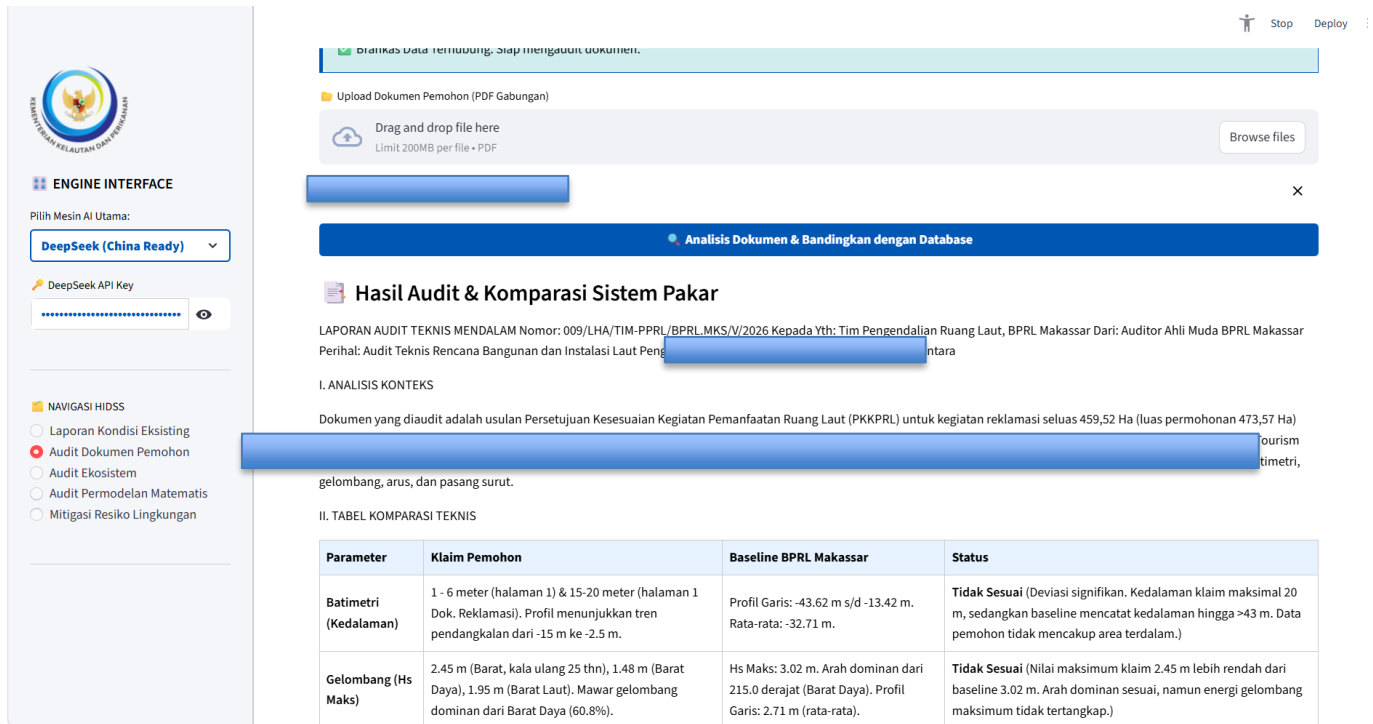 Stop Deploy
Brankas Data Terhubung. Siap mengaudit dokumen.
KEMENTERIAN KELAUTAN DAN PERIKANAN
ENGINE INTERFACE
Pilih Mesin AI Utama:
DeepSeek (China Ready)
DeepSeek API Key
NAVIGASI HIDSS
Laporan Kondisi Eksisting
Audit Dokumen Pemohon
Audit Ekosistem
Audit Permodelan Matematis
Mitigasi Resiko Lingkungan
Upload Dokumen Pemohon (PDF Gabungan)
Drag and drop file here
Limit 200MB per file • PDF
Browse files
Analisis Dokumen & Bandingkan dengan Database
Hasil Audit & Komparasi Sistem Pakar
LAPORAN AUDIT TEKNIS MENDALAM Nomor: 009/LHA/TIM-PPRL/BPRL.MKS/V/2026 Kepada Yth: Tim Pengendalian Ruang Laut, BPRL Makassar Dari: Auditor Ahli Muda BPRL Makassar
Perihal: Audit Teknis Rencana Bangunan dan Instalasi Laut Peng ntara
I. ANALISIS KONTEKS
Dokumen yang diaudit adalah usulan Persetujuan Kesesuaian Kegiatan Pemanfaatan Ruang Laut (PKKPRL) untuk kegiatan reklamasi seluas 459,52 Ha (luas permohonan 473,57 Ha)
Tourism
timetri,
gelombang, arus, dan pasang surut.
II. TABEL KOMPARASI TEKNIS
Parameter Klaim Pemohon Baseline BPRL Makassar Status
Batimetri (Kedalaman)
1 - 6 meter (halaman 1) & 15-20 meter (halaman 1
Dok. Reklamasi). Profil menunjukkan tren
pendangkalan dari -15 m ke -2.5 m.
Profil Garis: -43.62 m s/d -13.42 m.
Rata-rata: -32.71 m.
Tidak Sesuai (Deviasi signifikan. Kedalaman klaim maksimal 20
m, sedangkan baseline mencatat kedalaman hingga >43 m. Data
pemohon tidak mencakup area terdalam.)
Gelombang (Hs Maks)
2.45 m (Barat, kala ulang 25 thn), 1.48 m (Barat
Daya), 1.95 m (Barat Laut). Mawar gelombang
dominan dari Barat Daya (60.8%).
Hs Maks: 3.02 m. Arah dominan dari
215.0 derajat (Barat Daya). Profil
Garis: 2.71 m (rata-rata).
Tidak Sesuai (Nilai maksimum klaim 2.45 m lebih rendah dari
baseline 3.02 m. Arah dominan sesuai, namun energi gelombang
maksimum tidak tertangkap.)